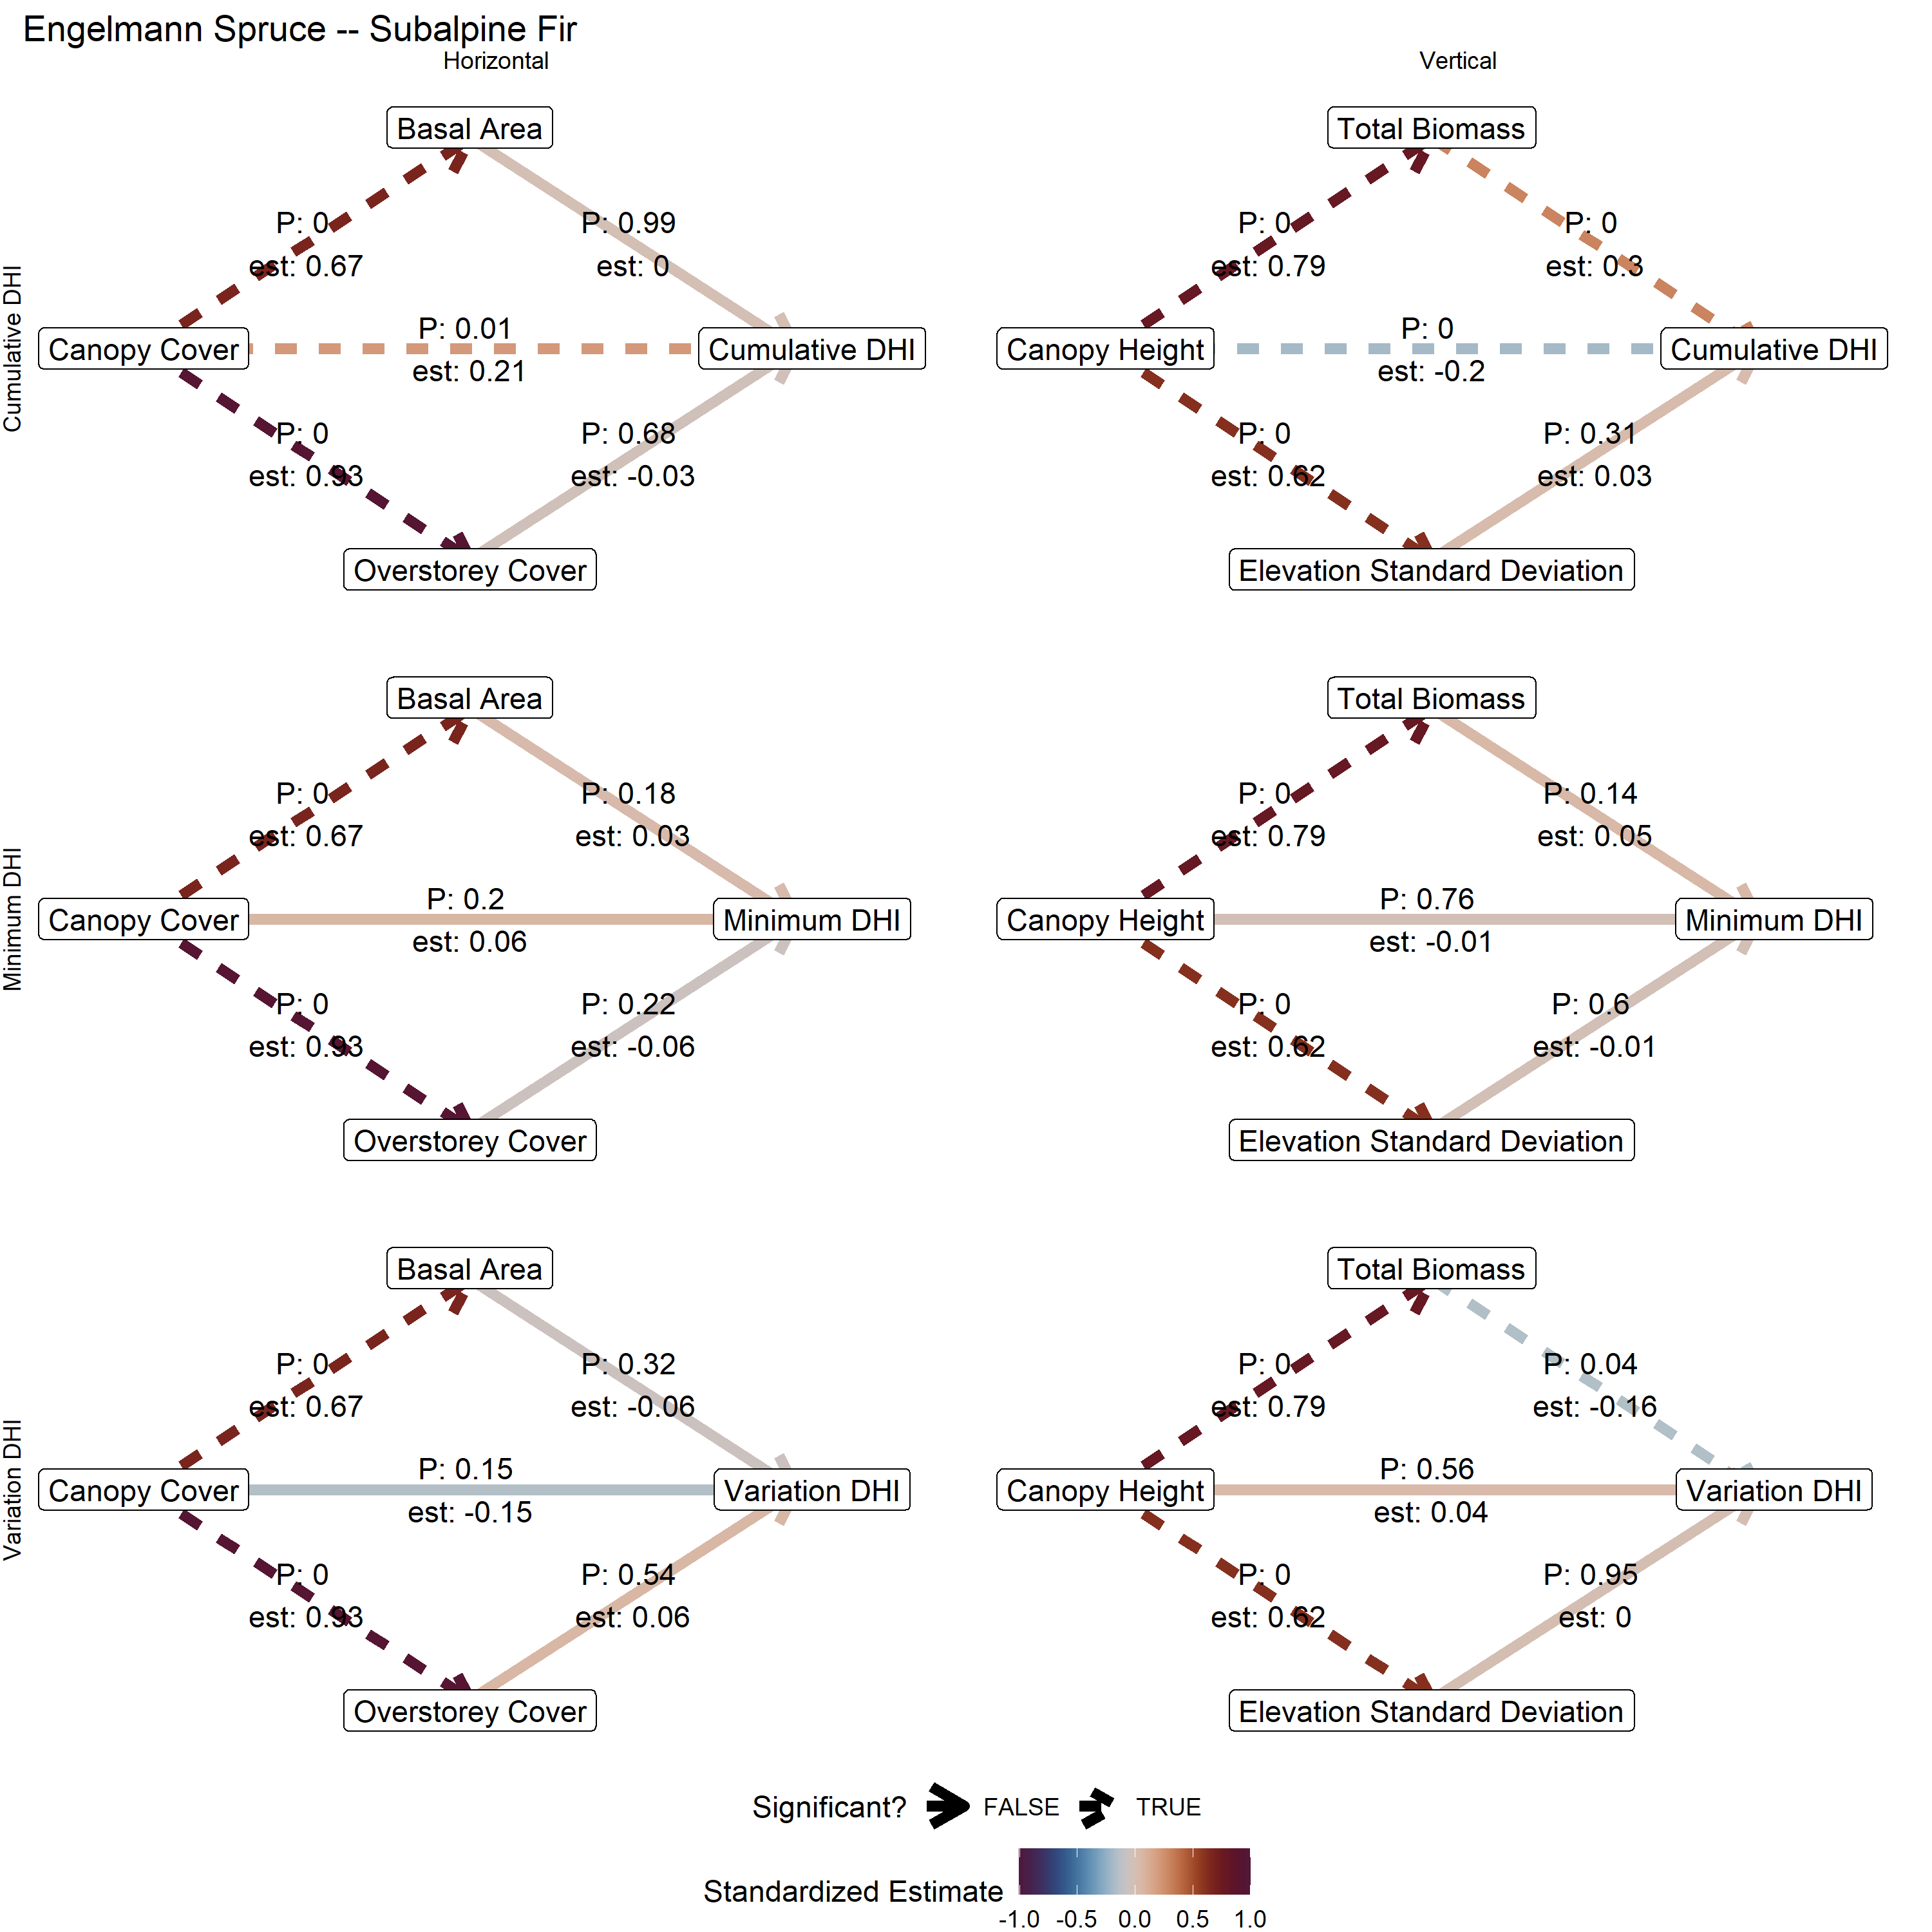 Engelmann Spruce -- Subalpine Fir
Horizontal
Vertical
Cumulative DHI
Basal Area
P: 0
est: 0.67
P: 0.99
est: 0
Canopy Cover
P: 0.01
est: 0.21
Cumulative DHI
P: 0
est: 0.93
P: 0.68
est: -0.03
Overstorey Cover
Total Biomass
P: 0
est: 0.79
P: 0
est: 0.3
Canopy Height
P: 0
est: -0.2
Cumulative DHI
P: 0
est: 0.62
P: 0.31
est: 0.03
Elevation Standard Deviation
Minimum DHI
Basal Area
P: 0
est: 0.67
P: 0.18
est: 0.03
Canopy Cover
P: 0.2
est: 0.06
Minimum DHI
P: 0
est: 0.93
P: 0.22
est: -0.06
Overstorey Cover
Total Biomass
P: 0
est: 0.79
P: 0.14
est: 0.05
Canopy Height
P: 0.76
est: -0.01
Minimum DHI
P: 0
est: 0.62
P: 0.6
est: -0.01
Elevation Standard Deviation
Variation DHI
Basal Area
P: 0
est: 0.67
P: 0.32
est: -0.06
Canopy Cover
P: 0.15
est: -0.15
Variation DHI
P: 0
est: 0.93
P: 0.54
est: 0.06
Overstorey Cover
Total Biomass
P: 0
est: 0.79
P: 0.04
est: -0.16
Canopy Height
P: 0.56
est: 0.04
Variation DHI
P: 0
est: 0.62
P: 0.95
est: 0
Elevation Standard Deviation
Significant? FALSE TRUE
Standardized Estimate
-1.0 -0.5 0.0 0.5 1.0